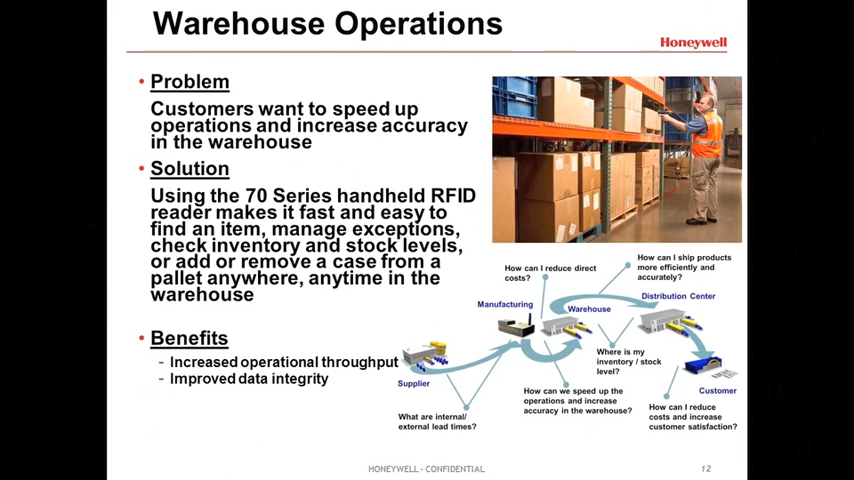 Warehouse Operations
Honeywell
• Problem
Customers want to speed up
operations and increase accuracy
in the warehouse
• Solution
Using the 70 Series handheld RFID
reader makes it fast and easy to
find an item, manage exceptions,
check inventory and stock levels,
or add or remove a case from a
pallet anywhere, anytime in the
warehouse
• Benefits
- Increased operational throughput
- Improved data integrity
How can I reduce direct
costs?
How can I ship products
more efficiently and
accurately?
Manufacturing
Warehouse
Distribution Center
Where is my
inventory / stock
level?
Supplier
Customer
How can we speed up the
operations and increase
accuracy in the warehouse?
What are internal/
external lead times?
How can I reduce
costs and increase
customer satisfaction?
HONEYWELL - CONFIDENTIAL
12